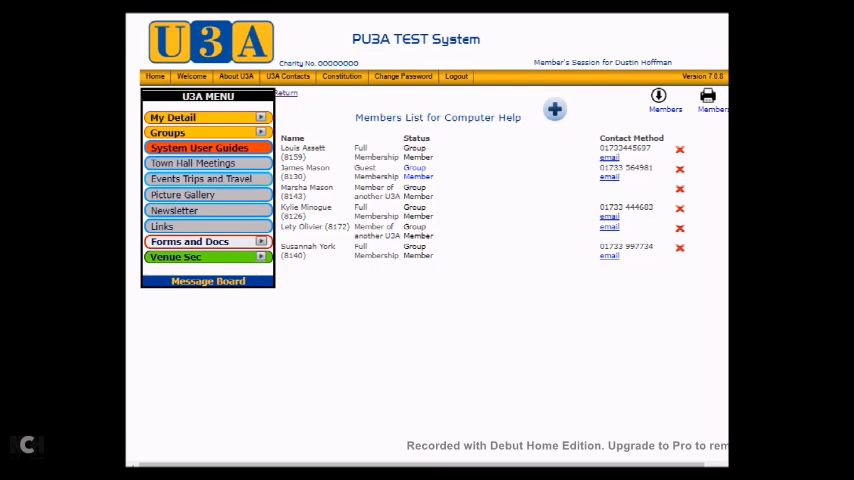 U3A
PU3A TEST System
Charity No. 00000000
Member's Session for Dustin Hoffman
Home Welcome About U3A U3A Contacts Constitution Change Password Logout Version 7.0.8
U3A MENU
Return
My Detail
Groups
System User Guides
Town Hall Meetings
Events Trips and Travel
Picture Gallery
Newsletter
Links
Forms and Docs
Venue Sec
Message Board
Members
Members
Members List for Computer Help
Name Status Contact Method
Louis Assett Full Group 01733445697
(8159) Membership Member email
James Mason Guest Group 01733 564981
(8130) Membership Member email
Marsha Mason Member of Group
(8143) another U3A Member
Kylie Minogue Full Group 01733 444683
(8126) Membership Member email
Lety Olivier (8172) Member of Group email
another U3A Member
Susannah York Full Group 01733 997734
(8140) Membership Member email
Recorded with Debut Home Edition. Upgrade to Pro to rem